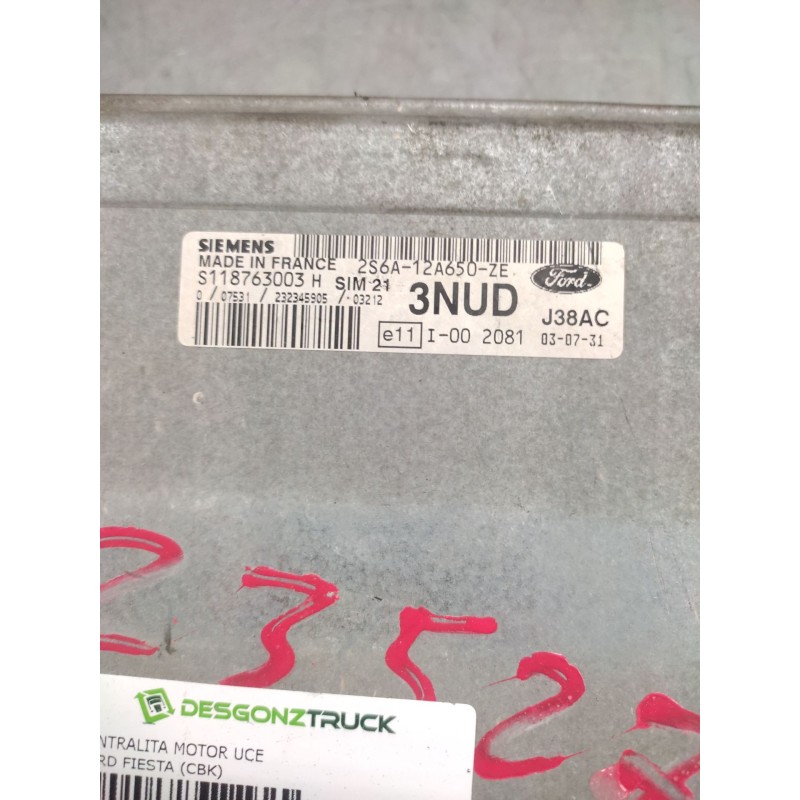 SIEMENS
MADE IN FRANCE 2S6A-12A650-ZE
S118763003 H SIM 21
0 / 07531 / 232345905 / 03212
3NUD
Ford
J38AC
e11 I-00 2081 03-07-31
23527
DESGONZTRUCK
NTRALITA MOTOR UCE
RD FIESTA (CBK)